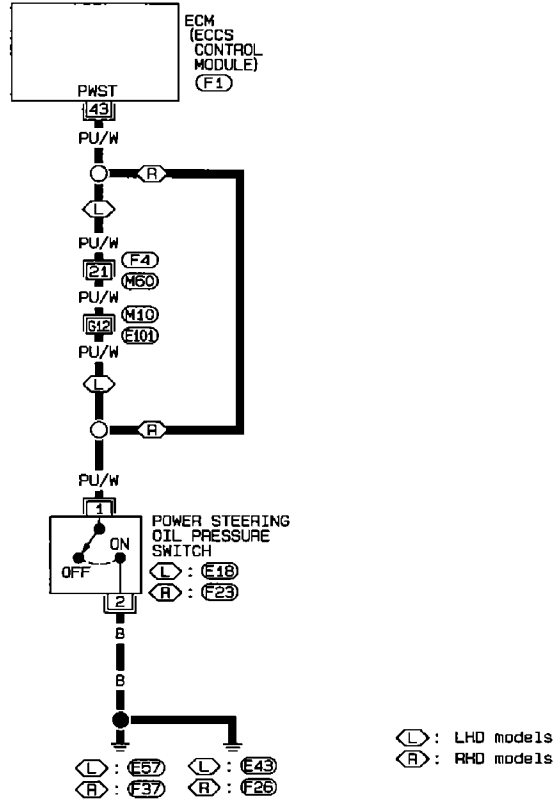 ECM
(ECCS
CONTROL
MODULE)
F1
PWST
43
PU/W
R
L
PU/W
21
F4
M60
PU/W
G12
M10
E101
PU/W
L
R
PU/W
1
POWER STEERING
OIL PRESSURE
SWITCH
ON
OFF
L : E18
R : F23
2
B
B
L : E57
R : F37
L : E43
R : F26
L : LHD models
R : RHD models